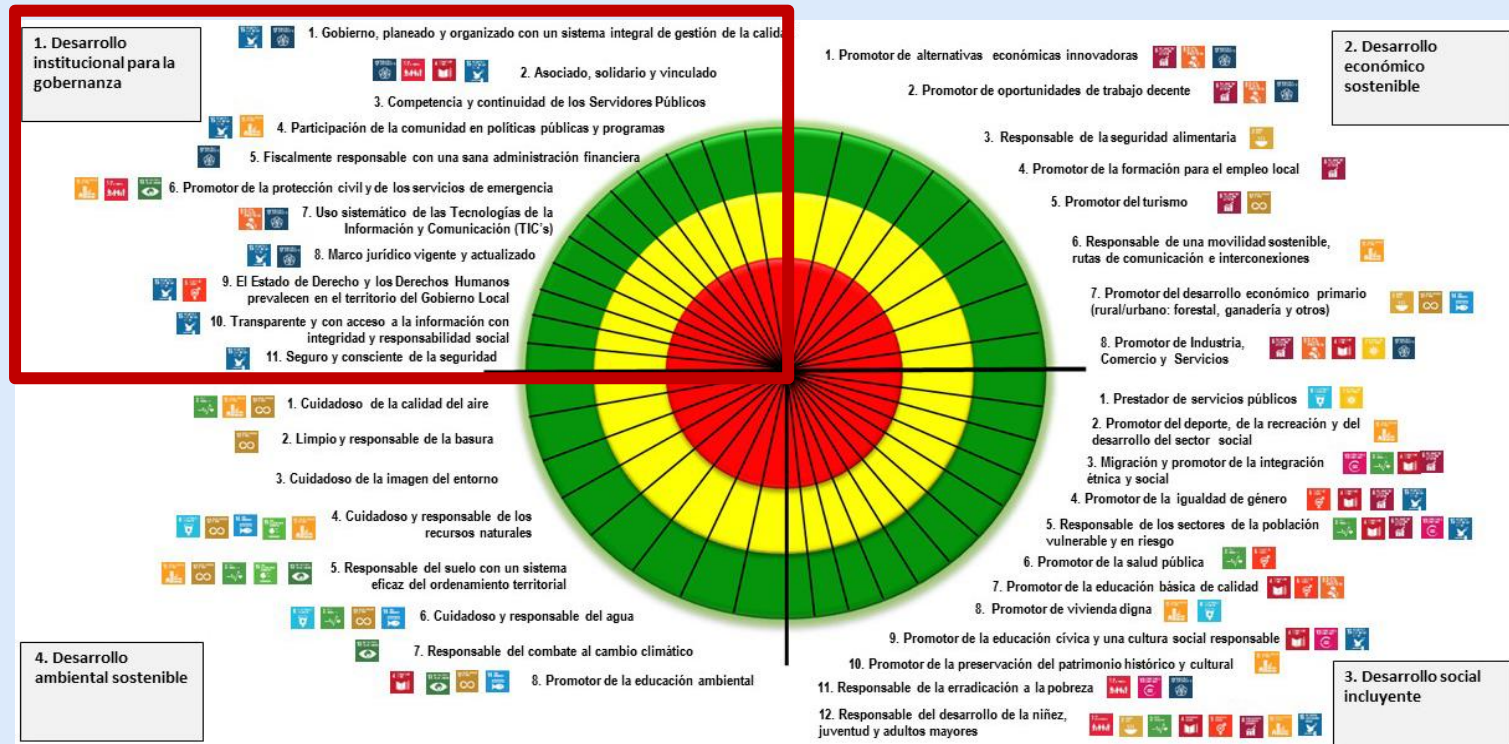 1. Desarrollo
institucional para la
gobernanza
1. Gobierno, planeado y organizado con un sistema integral de gestión de la calida
2. Asociado, solidario y vinculado
3. Competencia y continuidad de los Servidores Públicos
4. Participación de la comunidad en políticas públicas y programas
5. Fiscalmente responsable con una sana administración financiera
6. Promotor de la protección civil y de los servicios de emergencia
7. Uso sistemático de las Tecnologías de la
Información y Comunicación (TIC's)
8. Marco jurídico vigente y actualizado
9. El Estado de Derecho y los Derechos Humanos
prevalecen en el territorio del Gobierno Local
10. Transparente y con acceso a la información con
integridad y responsabilidad social
11. Seguro y consciente de la seguridad
2. Desarrollo
económico
sostenible
1. Promotor de alternativas económicas innovadoras
2. Promotor de oportunidades de trabajo decente
3. Responsable de la seguridad alimentaria
4. Promotor de la formación para el empleo local
5. Promotor del turismo
6. Responsable de una movilidad sostenible,
rutas de comunicación e interconexiones
7. Promotor del desarrollo económico primario
(rural/urbano: forestal, ganadería y otros)
8. Promotor de Industria,
Comercio y Servicios
1. Prestador de servicios públicos
2. Promotor del deporte, de la recreación y del
desarrollo del sector social
3. Migración y promotor de la integración
étnica y social
4. Promotor de la igualdad de género
5. Responsable de los sectores de la población
vulnerable y en riesgo
6. Promotor de la salud pública
7. Promotor de la educación básica de calidad
8. Promotor de vivienda digna
9. Promotor de la educación cívica y una cultura social responsable
10. Promotor de la preservación del patrimonio histórico y cultural
11. Responsable de la erradicación a la pobreza
12. Responsable del desarrollo de la niñez,
juventud y adultos mayores
3. Desarrollo social
incluyente
1. Cuidadoso de la calidad del aire
2. Limpio y responsable de la basura
3. Cuidadoso de la imagen del entorno
4. Cuidadoso y responsable de los
recursos naturales
5. Responsable del suelo con un sistema
eficaz del ordenamiento territorial
6. Cuidadoso y responsable del agua
7. Responsable del combate al cambio climático
8. Promotor de la educación ambiental
4. Desarrollo
ambiental sostenible